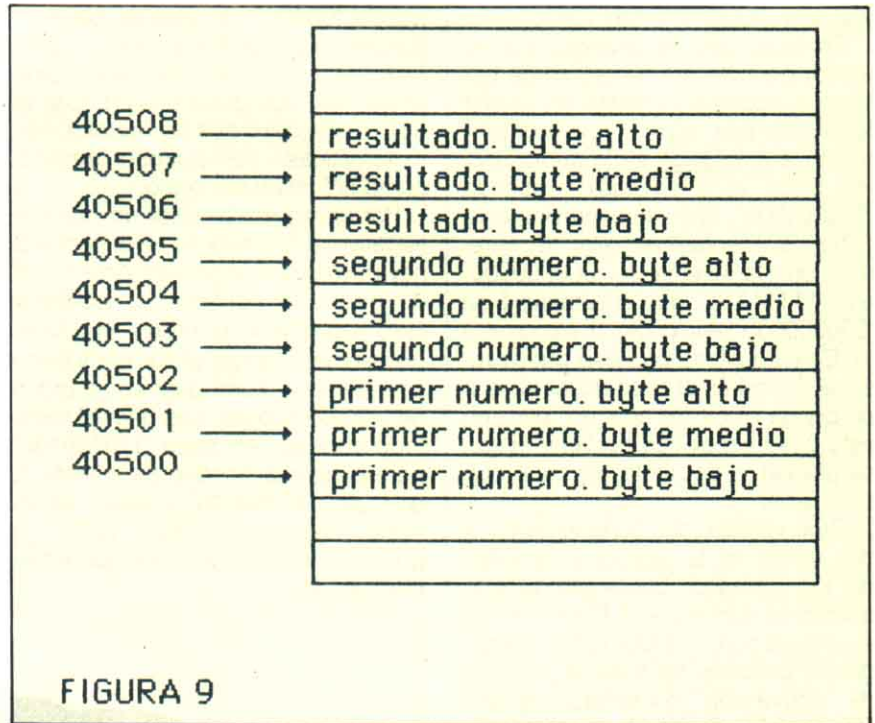 40508 resultado. byte alto
40507 resultado. byte medio
40506 resultado. byte bajo
40505 segundo numero. byte alto
40504 segundo numero. byte medio
40503 segundo numero. byte bajo
40502 primer numero. byte alto
40501 primer numero. byte medio
40500 primer numero. byte bajo
FIGURA 9